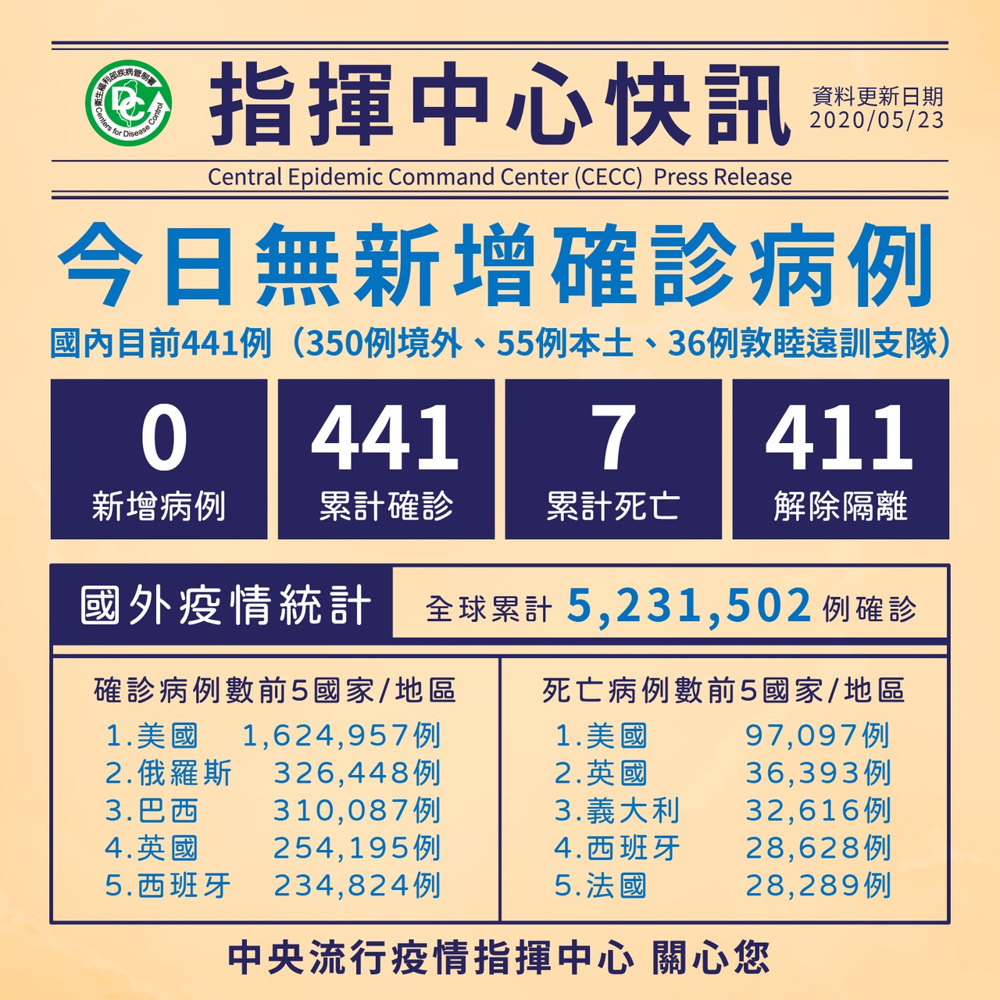 衛生福利部疾病管制署
Centers for Disease Control
指揮中心快訊
資料更新日期
2020/05/23
Central Epidemic Command Center (CECC) Press Release
今日無新增確診病例
國內目前441例（350例境外、55例本土、36例敦睦遠訓支隊）
0
新增病例
441
累計確診
7
累計死亡
411
解除隔離
國外疫情統計
全球累計 5,231,502 例確診
確診病例數前5國家/地區
1.美國 1,624,957例
2.俄羅斯 326,448例
3.巴西 310,087例
4.英國 254,195例
5.西班牙 234,824例
死亡病例數前5國家/地區
1.美國 97,097例
2.英國 36,393例
3.義大利 32,616例
4.西班牙 28,628例
5.法國 28,289例
中央流行疫情指揮中心 關心您